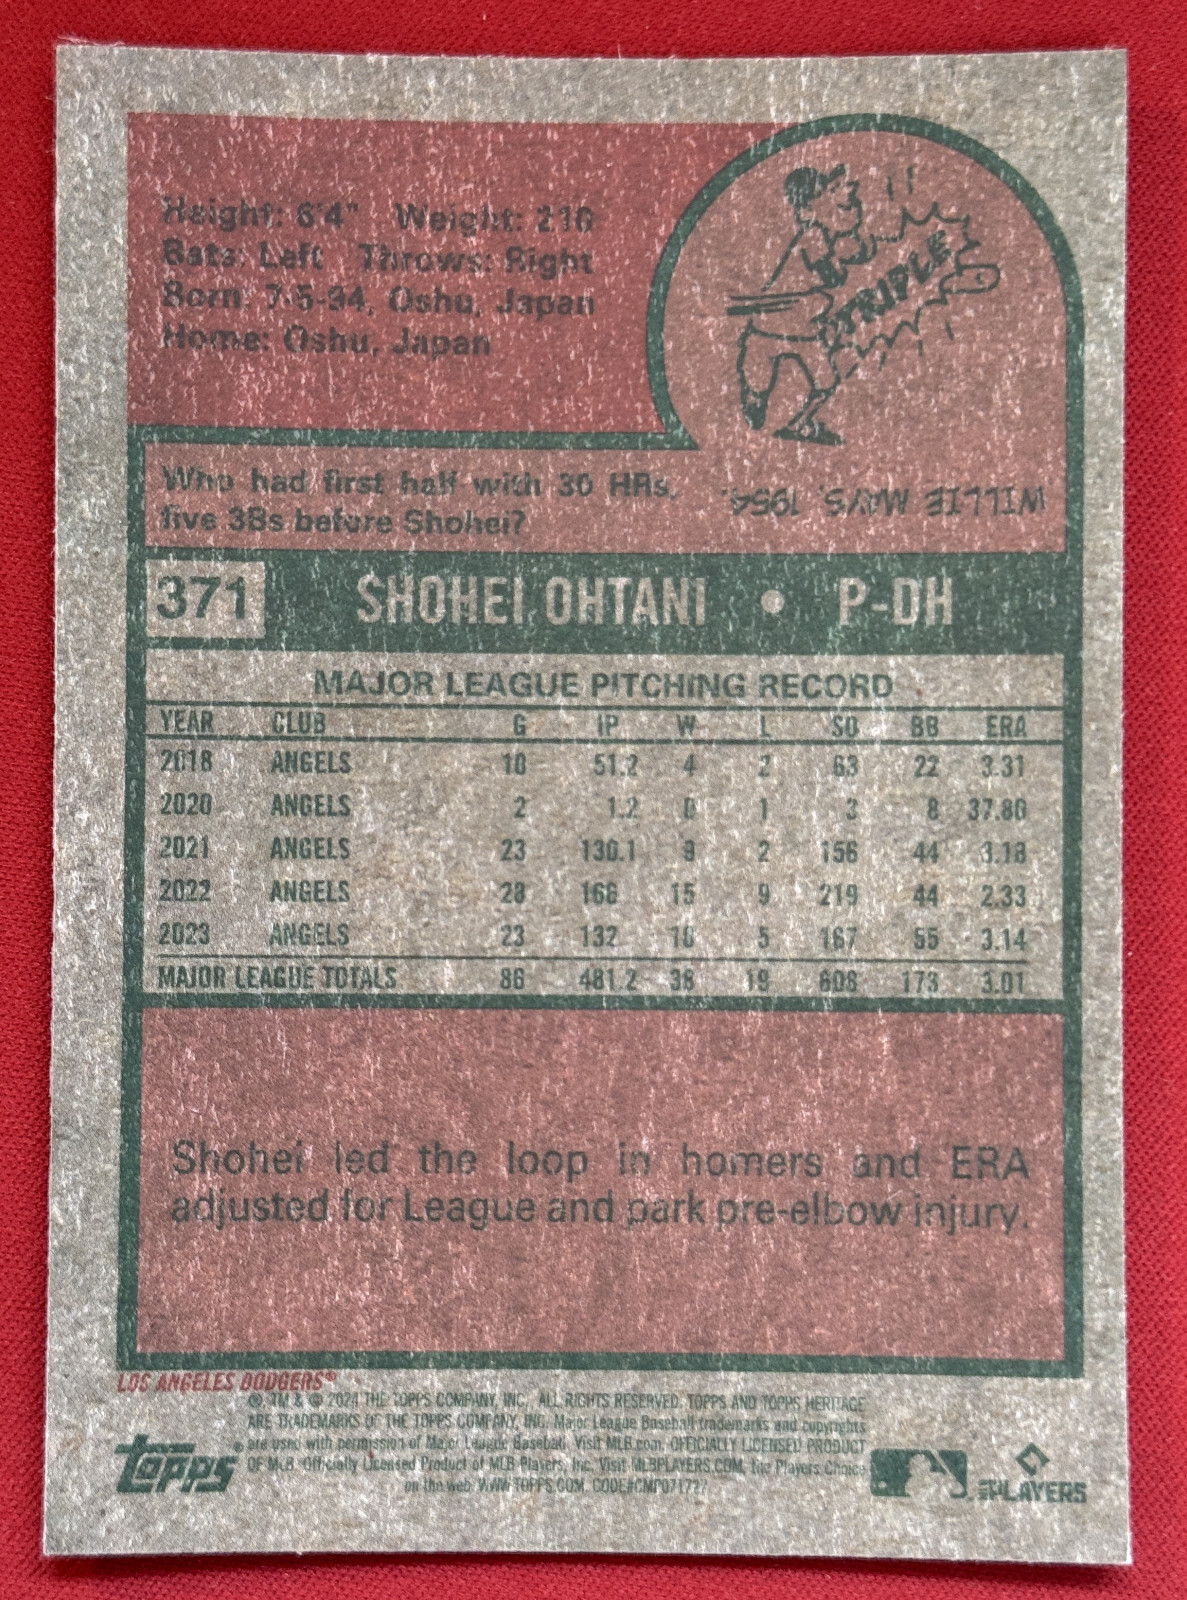 Height: 6'4" Weight: 210
Bats: Left Throws: Right
Born: 7-5-94, Oshu, Japan
Home: Oshu, Japan
TRIPLE
Who had first half with 30 HRs,
five 3Bs before Shohei?
WILLIE MAYS, 1954.
371 SHOHEI OHTANI • P-DH
MAJOR LEAGUE PITCHING RECORD
YEAR CLUB G IP W L SO BB ERA
2018 ANGELS 10 51.2 4 2 63 22 3.31
2020 ANGELS 2 1.2 0 1 3 8 37.80
2021 ANGELS 23 130.1 9 2 156 44 3.18
2022 ANGELS 28 166 15 9 219 44 2.33
2023 ANGELS 23 132 10 5 167 55 3.14
MAJOR LEAGUE TOTALS 86 481.2 38 19 608 173 3.01
Shohei led the loop in homers and ERA
adjusted for League and park pre-elbow injury.
LOS ANGELES DODGERS®
®, TM & © 2024 THE TOPPS COMPANY, INC. ALL RIGHTS RESERVED. TOPPS AND TOPPS HERITAGE
ARE TRADEMARKS OF THE TOPPS COMPANY, INC. Major League Baseball trademarks and copyrights
are used with permission of Major League Baseball. Visit MLB.com. OFFICIALLY LICENSED PRODUCT
OF MLB. Officially Licensed Product of MLB Players, Inc. Visit MLBPLAYERS.COM, the Players Choice
on the web. WWW.TOPPS.COM. CODE#CMP071727
topps®
MLB PLAYERS